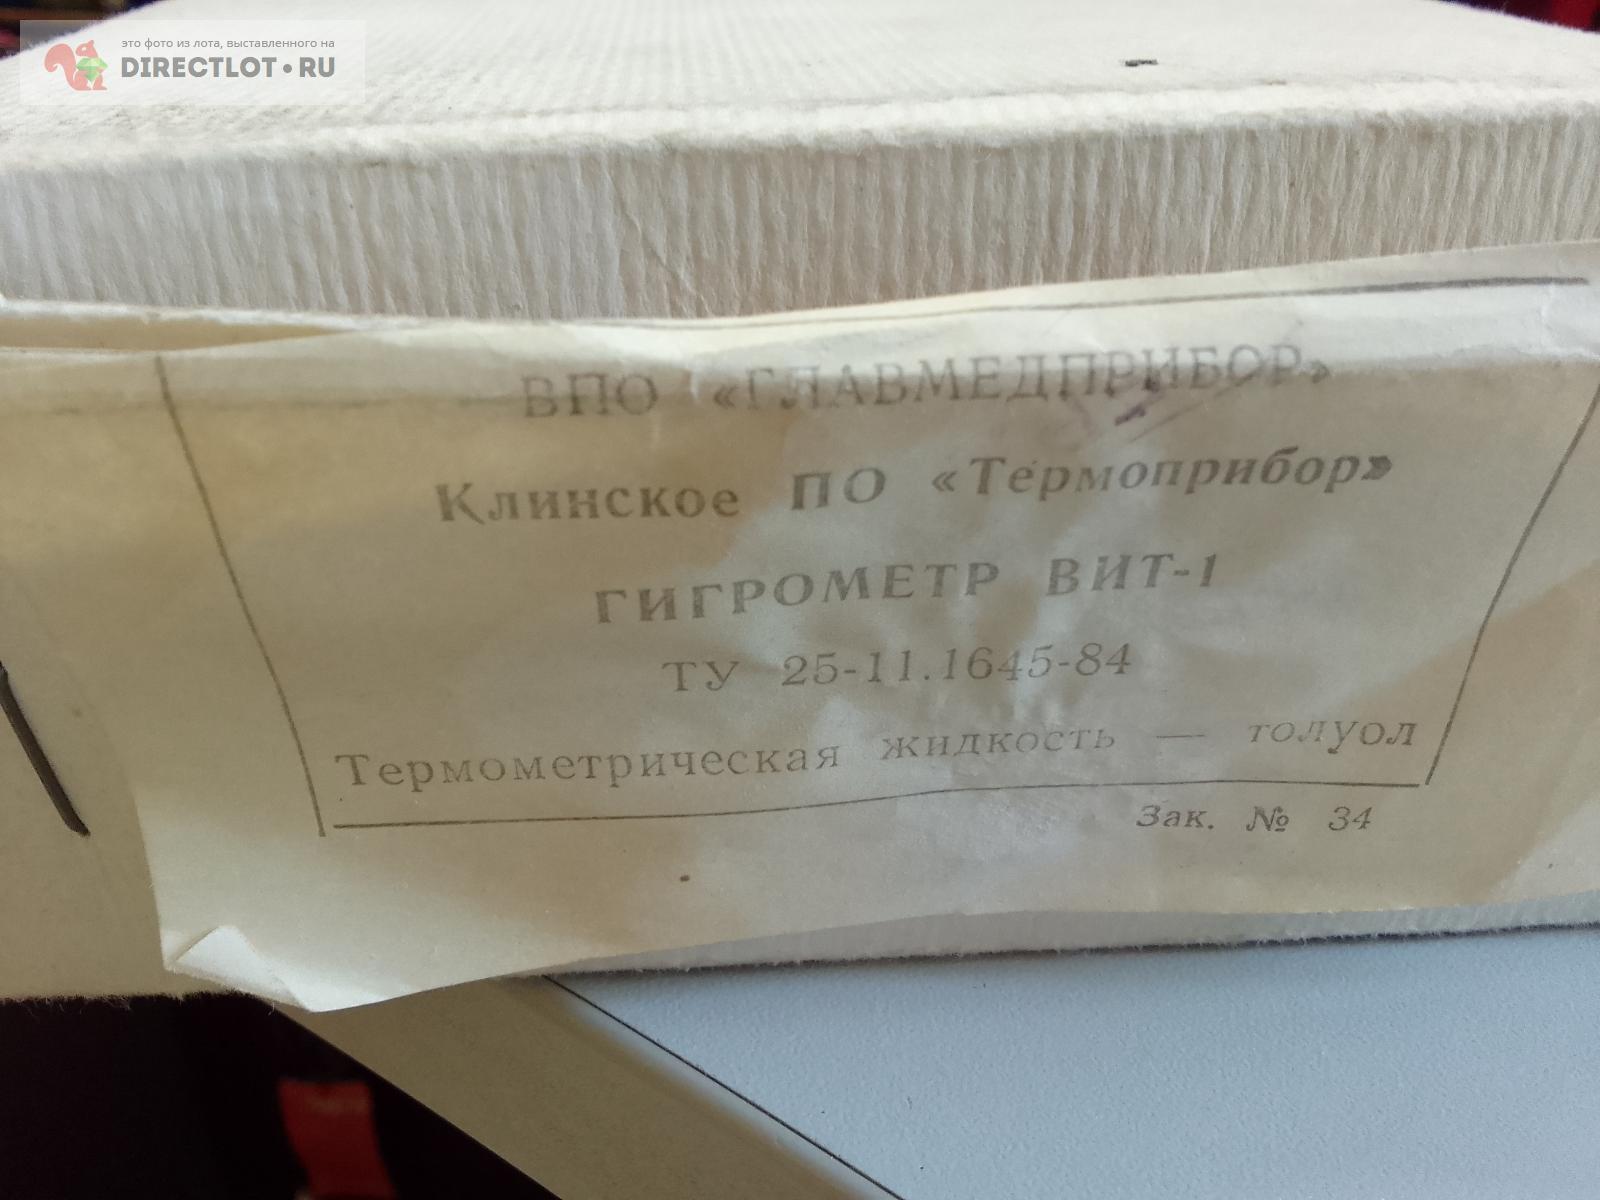 это фото из лота, выставленного на
DIRECTLOT•RU
ВПО «ГЛАВМЕДПРИБОР»
Клинское ПО «Термоприбор»
ГИГРОМЕТР ВИТ-1
ТУ 25-11.1645-84
Термометрическая жидкость — толуол
Зак. № 34